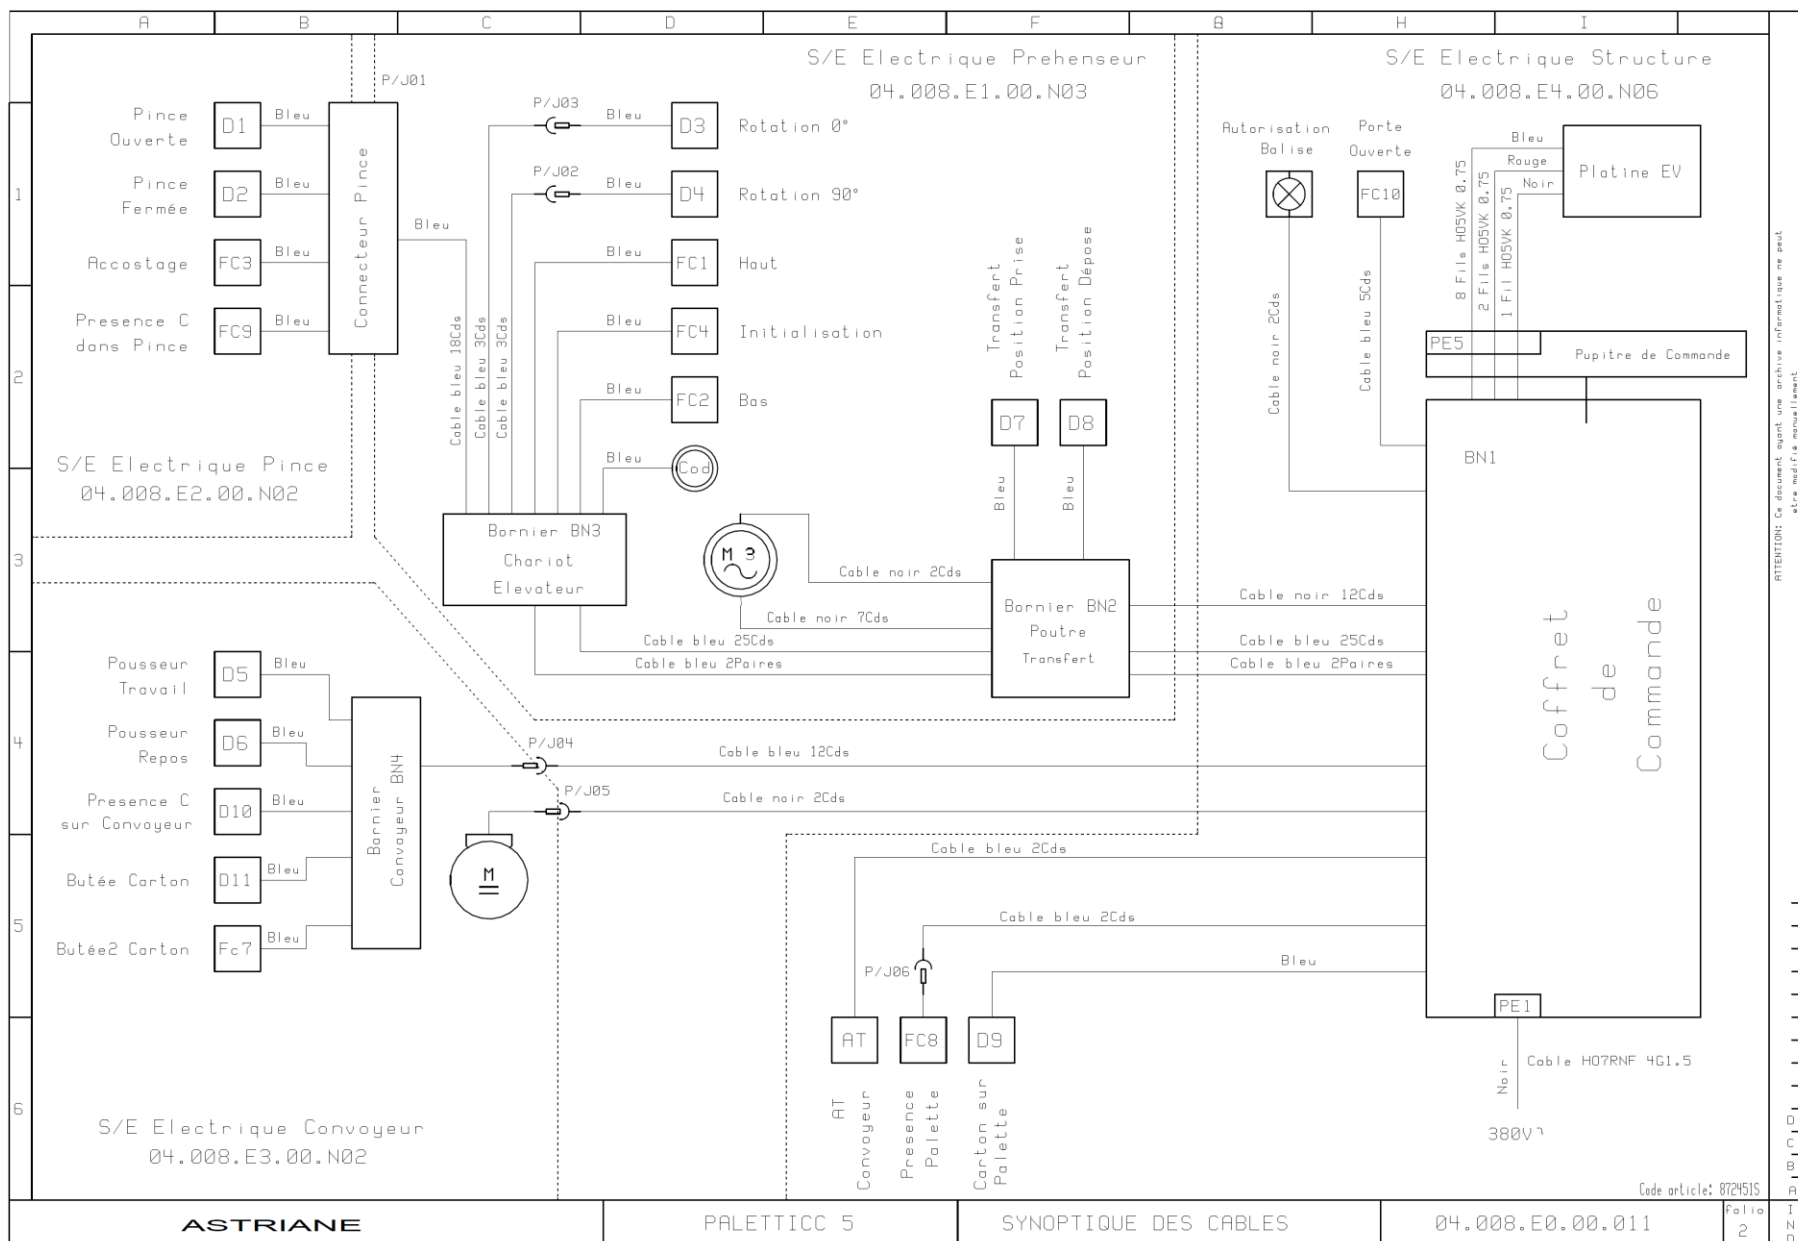 A B C D E F G H I
1
2
3
4
5
6
P/J01
S/E Electrique Prehenseur
04.008.E1.00.N03
S/E Electrique Structure
04.008.E4.00.N06
Pince
Ouverte
D1
Bleu
Pince
Fermée
D2
Bleu
Accostage
FC3
Bleu
Presence C
dans Pince
FC9
Bleu
Connecteur Pince
Bleu
S/E Electrique Pince
04.008.E2.00.N02
P/J03
Bleu
D3
Rotation 0°
P/J02
Bleu
D4
Rotation 90°
Bleu
FC1
Haut
Bleu
FC4
Initialisation
Bleu
FC2
Bas
Bleu
Cod
Cable bleu 18Cds
Cable bleu 3Cds
Cable bleu 3Cds
Bornier BN3
Chariot
Elevateur
M 3
Cable noir 2Cds
Cable noir 7Cds
Cable bleu 25Cds
Cable bleu 2Paires
Transfert
Position Prise
Transfert
Position Dépose
D7
D8
Bleu
Bleu
Bornier BN2
Poutre
Transfert
Cable noir 12Cds
Cable bleu 25Cds
Cable bleu 2Paires
Autorisation
Balise
Porte
Ouverte
FC10
Cable noir 2Cds
Cable bleu 5Cds
Bleu
Rouge
Noir
Platine EV
8 Fils H05VK 0.75
2 Fils H05VK 0.75
1 Fil H05VK 0.75
PE5
Pupitre de Commande
BN1
Coffret
de
Commande
Pousseur
Travail
D5
Bleu
Pousseur
Repos
D6
Bleu
Presence C
sur Convoyeur
D10
Bleu
Butée Carton
D11
Bleu
Butée2 Carton
Fc7
Bleu
Bornier
Convoyeur BN4
P/J04
Cable bleu 12Cds
P/J05
Cable noir 2Cds
M
Cable bleu 2Cds
Cable bleu 2Cds
Bleu
P/J06
AT
FC8
D9
AT
Convoyeur
Presence
Palette
Carton sur
Palette
PE1
Noir
Cable H07RNF 4G1.5
380V
S/E Electrique Convoyeur
04.008.E3.00.N02
Code article: 872451S
ATTENTION: Ce document ayant une archive informatique ne peut
etre modifié manuellement
D
C
B
A
I
N
D
ASTRIANE
PALETTICC 5
SYNOPTIQUE DES CABLES
04.008.E0.00.011
folio
2